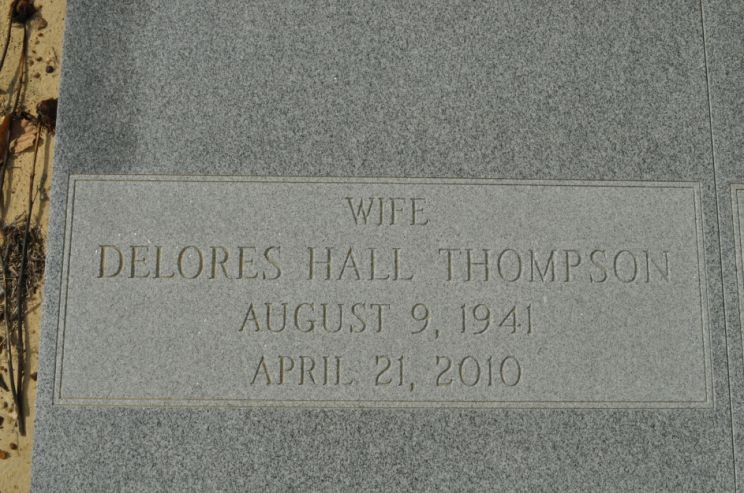 WIFE
DELORES HALL THOMPSON
AUGUST 9, 1941
APRIL 21, 2010